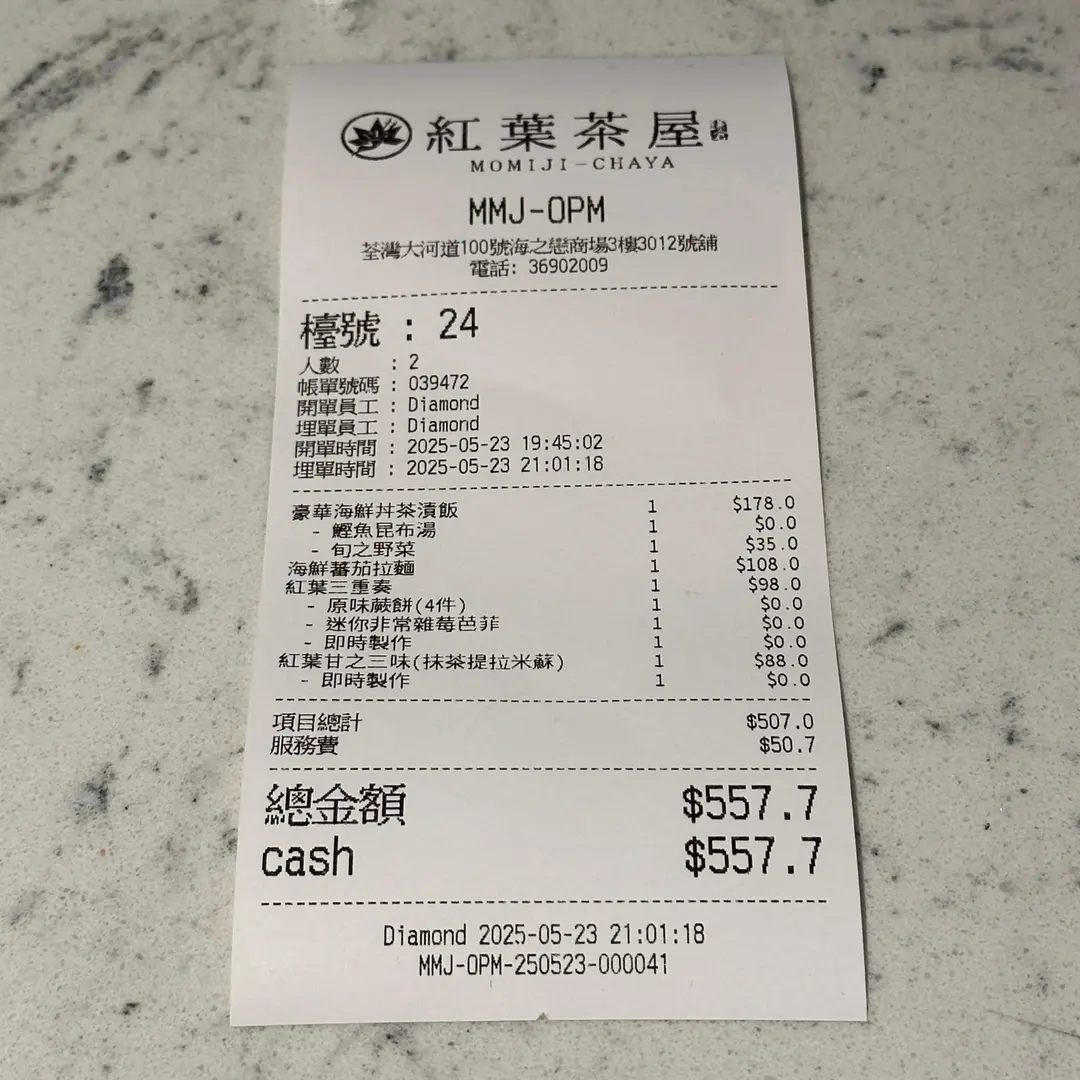 紅葉茶屋
MOMIJI-CHAYA
MMJ-OPM
荃灣大河道100號海之戀商場3樓3012號舖
電話: 36902009
檯號 : 24
人數 : 2
帳單號碼 : 039472
開單員工 : Diamond
埋單員工 : Diamond
開單時間 : 2025-05-23 19:45:02
埋單時間 : 2025-05-23 21:01:18
豪華海鮮丼茶漬飯 1 $178.0
- 鰹魚昆布湯 1 $0.0
- 旬之野菜 1 $35.0
海鮮蕃茄拉麵 1 $108.0
紅葉三重奏 1 $98.0
- 原味蕨餅(4件) 1 $0.0
- 迷你非常雜莓芭菲 1 $0.0
- 即時製作 1 $0.0
紅葉甘之三味(抹茶提拉米蘇) 1 $88.0
- 即時製作 1 $0.0
項目總計 $507.0
服務費 $50.7
總金額 $557.7
cash $557.7
Diamond 2025-05-23 21:01:18
MMJ-OPM-250523-000041